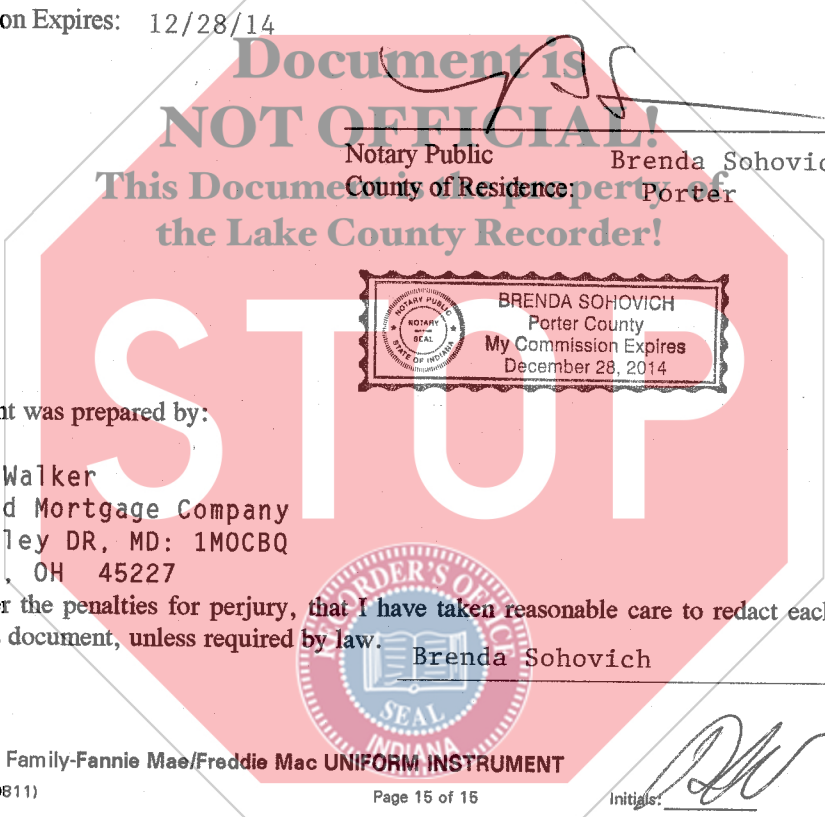 on Expires: 12/28/14
Document is
NOT OFFICIAL!
Notary Public Brenda Sohovic
This Document is the property of
County of Residence: Porter
the Lake County Recorder!
NOTARY PUBLIC
NOTARY
SEAL
STATE OF INDIANA
BRENDA SOHOVICH
Porter County
My Commission Expires
December 28, 2014
STOP
nt was prepared by:
Walker
d Mortgage Company
ley DR, MD: 1MOCBQ
, OH 45227
r the penalties for perjury, that I have taken reasonable care to redact eac
document, unless required by law.
Brenda Sohovich
RECORDER'S OFFICE
SEAL
INDIANA
Family-Fannie Mae/Freddie Mac UNIFORM INSTRUMENT
811)
Page 15 of 15
Initials: